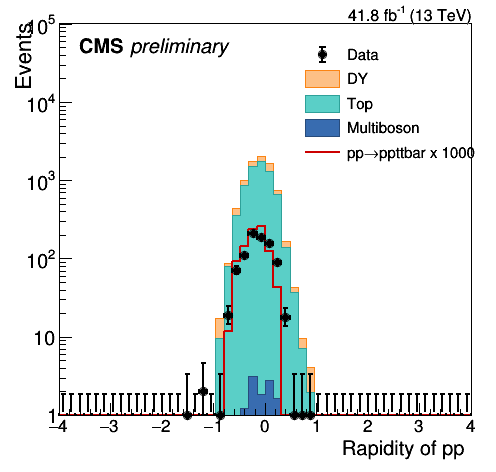 41.8 fb⁻¹ (13 TeV)
CMS preliminary
Events
10⁵
10⁴
10³
10²
10
1
Data
DY
Top
Multiboson
pp→ppttbar x 1000
−4 −3 −2 −1 0 1 2 3 4
Rapidity of pp